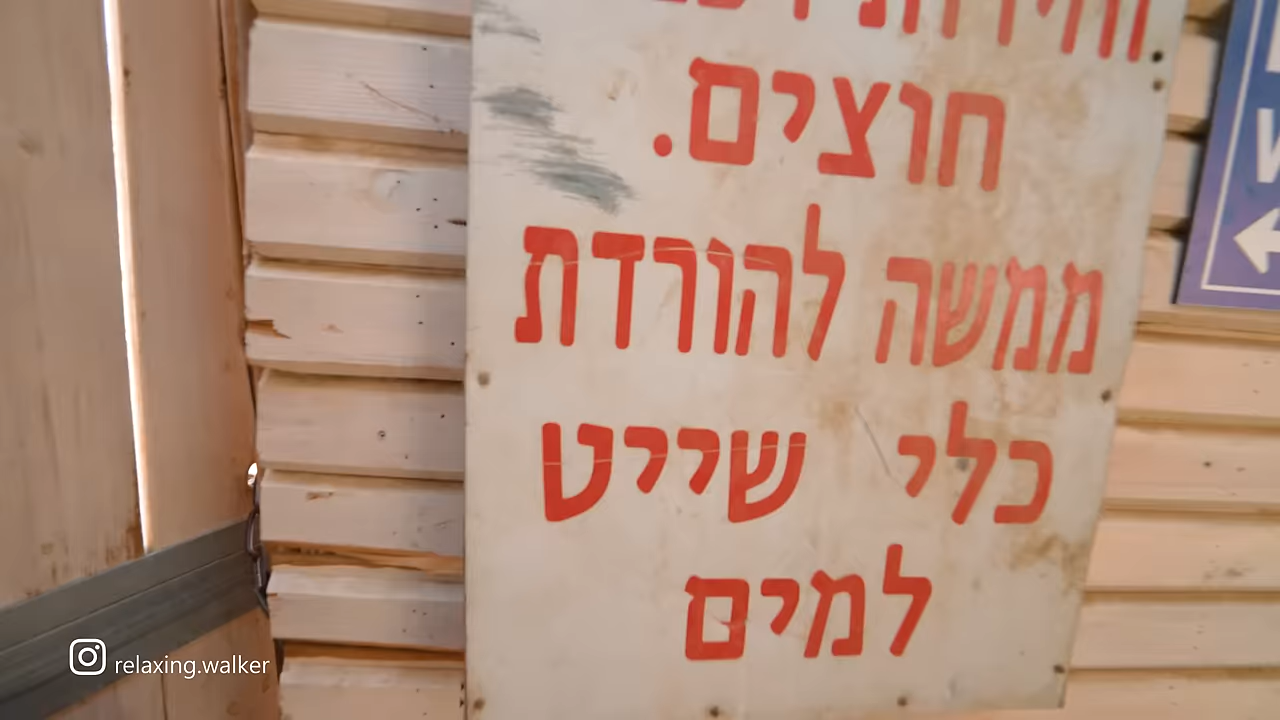 חוצים.
ממשה להורדת
כלי שייט
למים
relaxing.walker